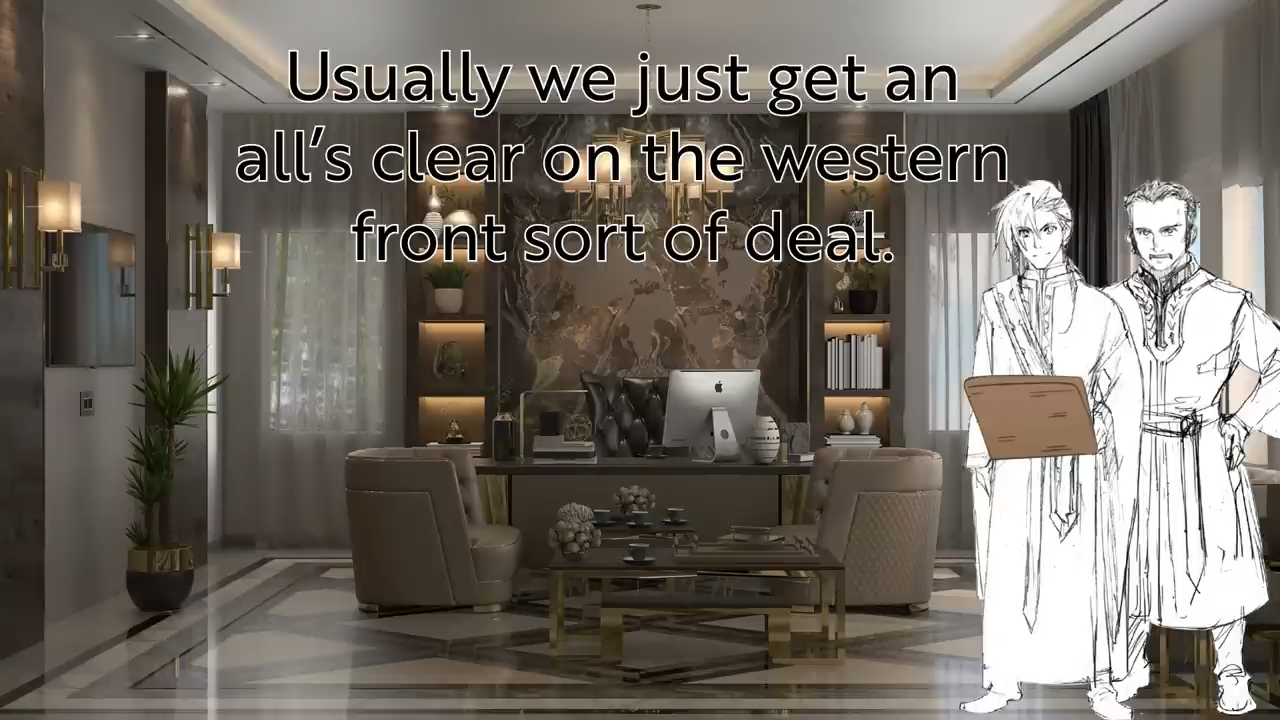 Usually we just get an
all's clear on the western
front sort of deal.